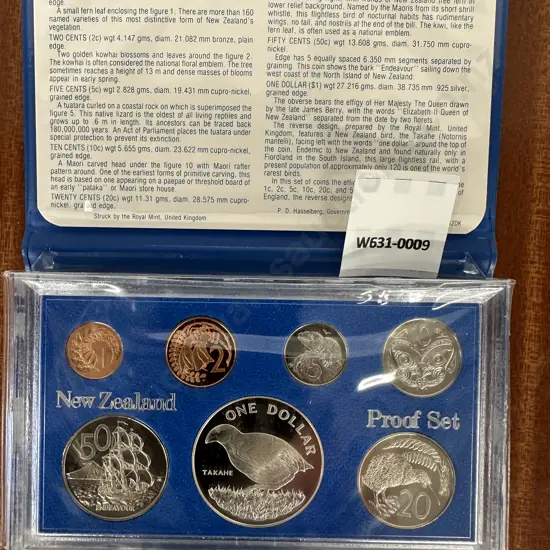 A small fern leaf enclosing the figure 1. There are more than 160
named varieties of this most distinctive form of New Zealand's
vegetation.
TWO CENTS (2c) wgt 4.147 gms, diam. 21.082 mm bronze, plain
edge.
Two golden kowhai blossoms and leaves around the figure 2.
The kowhai is often considered the national floral emblem. The tree
sometimes reaches a height of 13 m and dense masses of blooms
appear in early spring.
FIVE CENTS (5c) wgt 2.828 gms, diam. 19.431 mm cupro-nickel,
grained edge.
A tuatara curled on a coastal rock on which is superimposed the
figure 5. This native lizard is the oldest of all living reptiles and
grows up to .6 m in length. Its ancestors can be traced back
180,000,000 years. An Act of Parliament places the tuatara under
special protection to prevent its extinction.
TEN CENTS (10c) wgt 5.655 gms, diam. 23.622 mm cupro-nickel,
grained edge.
A Maori carved head under the figure 10 with Maori rafter
pattern around. One of the earliest forms of primitive carving, this
head is based on one appearing on a paepae or threshold board of
an early "pataka" or Maori store house.
TWENTY CENTS (20c) wgt 11.31 gms, diam. 28.575 mm cupro-
nickel, grained edge.
Struck by the Royal Mint, United Kingdom
lower relief background. Named by the Maoris from its short shrill
whistle, this flightless bird of nocturnal habits has rudimentary
wings, no tail, and nostrils at the end of the bill. The kiwi, like the
fern leaf, is often used as a national emblem.
FIFTY CENTS (50c) wgt 13.608 gms, diam. 31.750 mm cupro-
nickel.
Edge has 5 equally spaced 6.350 mm segments separated by
graining. This coin shows the bark "Endeavour" sailing down the
west coast of the North Island of New Zealand.
ONE DOLLAR ($1) wgt 27.216 gms, diam. 38.735 mm .925 silver,
grained edge.
The obverse bears the effigy of Her Majesty The Queen drawn
by the late James Berry, with the words "Elizabeth II Queen of
New Zealand" separated from the date by two forests.
The reverse design, prepared by the Royal Mint, United
Kingdom, features a New Zealand bird, the Takahe (Notornis
mantelli), facing left with the words "one dollar" around the top of
the coin. Endemic to New Zealand and found naturally only in
Fiordland in the South Island, this large flightless rail, with a
present population of approximately only 120 is one of the world's
rarest birds.
In this set of coins the eff
1c, 2c, 5c, 10c, 20c, and 5
of England, the reverse desig
P. D. Hasselberg, Governme
W631-0009
1
2
5
10
New Zealand
Proof Set
50
ENDEAVOUR
ONE DOLLAR
TAKAHE
20